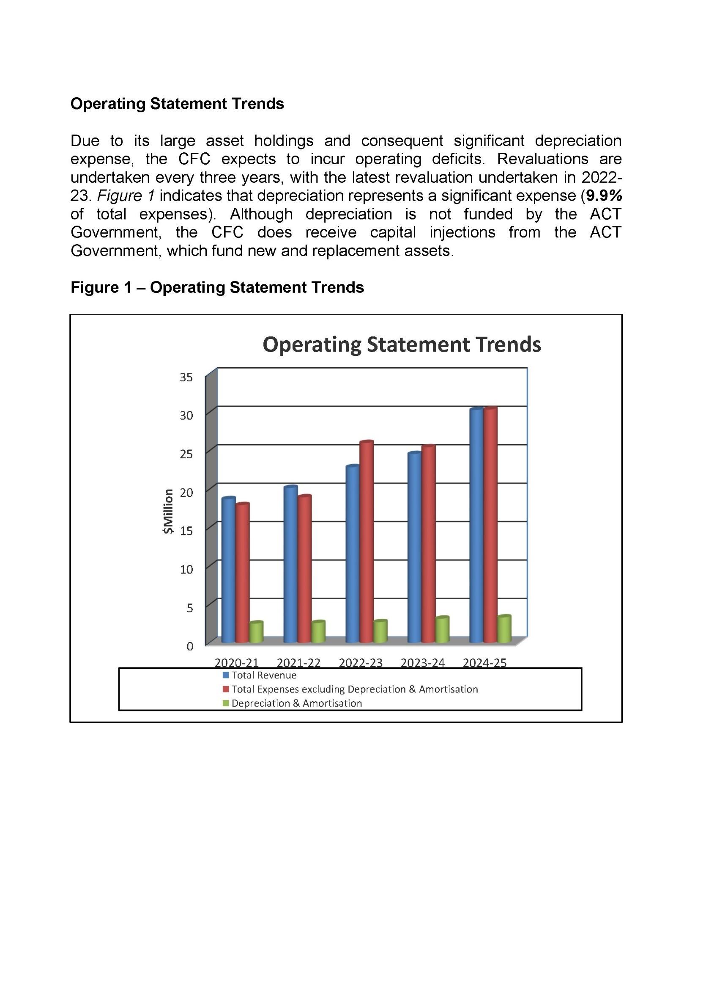 Operating Statement Trends
Due to its large asset holdings and consequent significant depreciation
expense, the CFC expects to incur operating deficits. Revaluations are
undertaken every three years, with the latest revaluation undertaken in 2022-
23. Figure 1 indicates that depreciation represents a significant expense (9.9%
of total expenses). Although depreciation is not funded by the ACT
Government, the CFC does receive capital injections from the ACT
Government, which fund new and replacement assets.
Figure 1 – Operating Statement Trends
Operating Statement Trends
35
30
25
20
15
10
5
0
$Million
2020-21 2021-22 2022-23 2023-24 2024-25
Total Revenue
Total Expenses excluding Depreciation & Amortisation
Depreciation & Amortisation